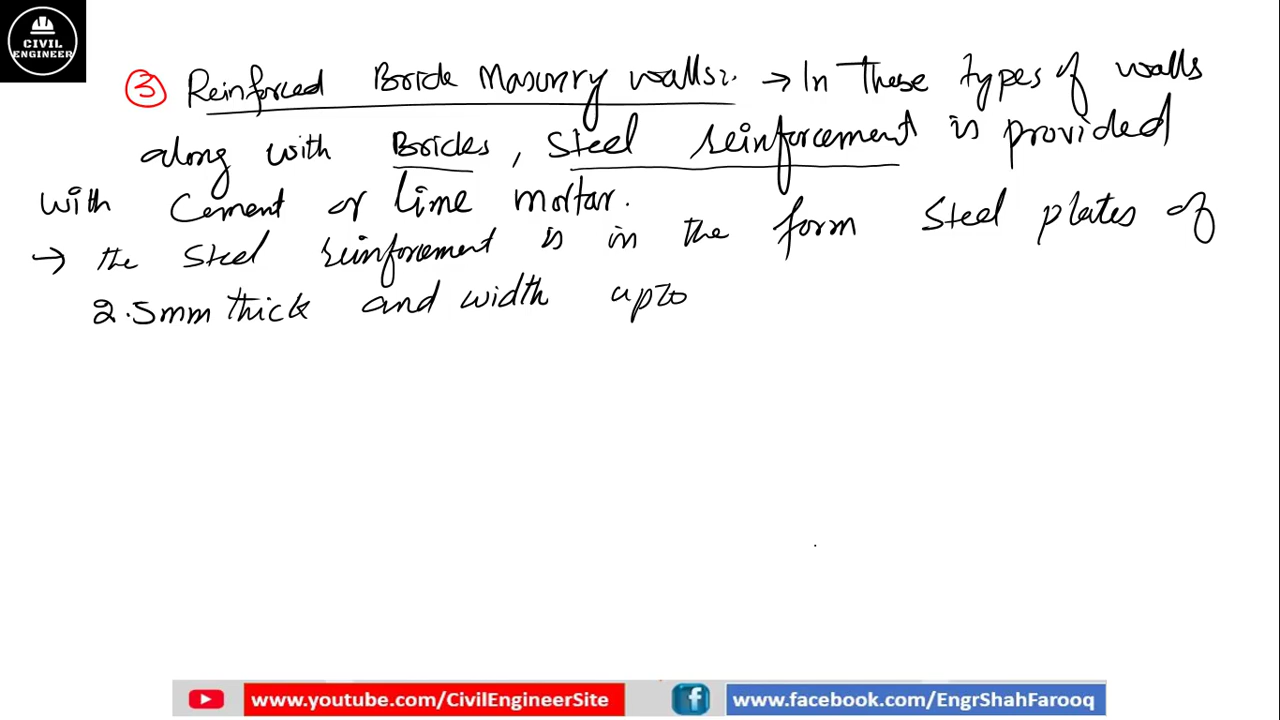 CIVIL
ENGINEER
③ Reinforced Brick Masonry walls:. → In These types of walls
along with Bricks, Steel reinforcement is provided
with Cement or lime mortar.
→ the Steel reinforcement is in the form Steel plates of
2.5mm thick and width upto
www.youtube.com/CivilEngineerSite
www.facebook.com/EngrShahFarooq